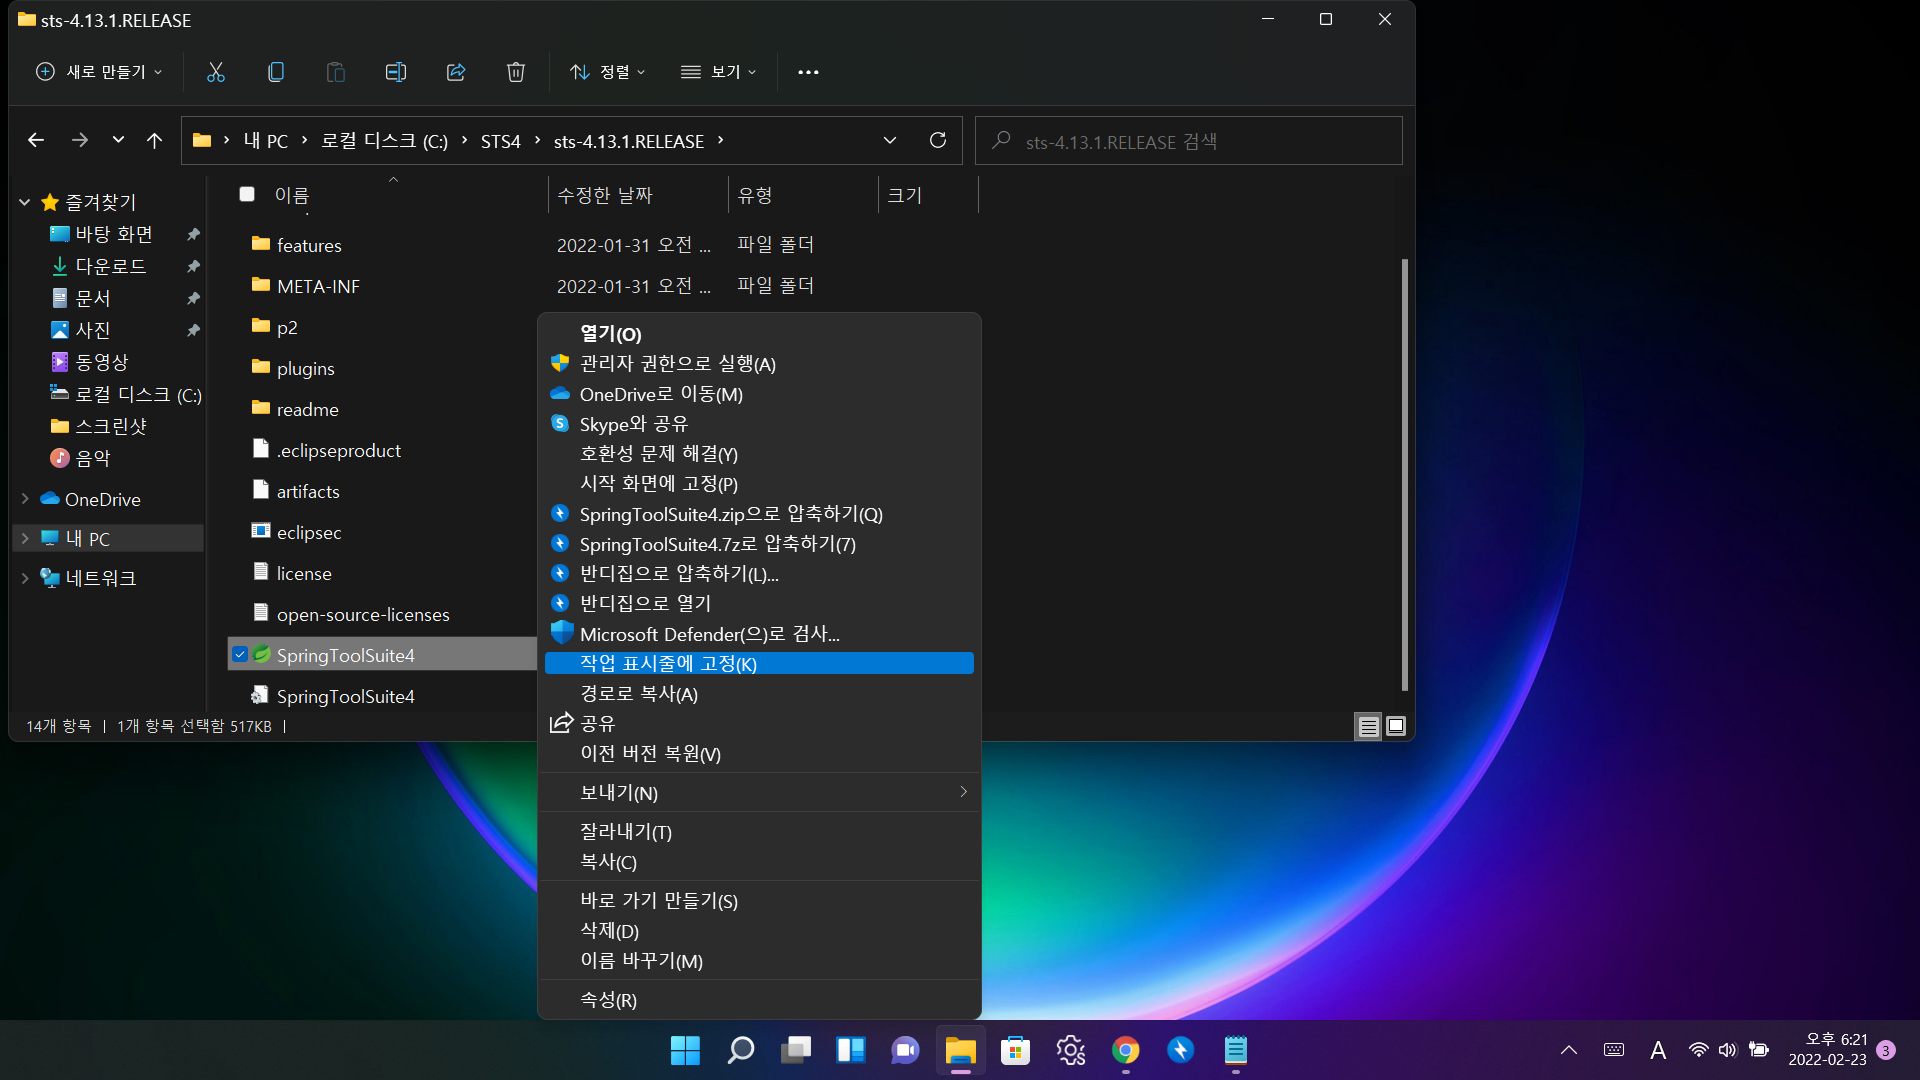 sts-4.13.1.RELEASE
새로 만들기
정렬
보기
내 PC
로컬 디스크 (C:)
STS4
sts-4.13.1.RELEASE
sts-4.13.1.RELEASE 검색
즐겨찾기
바탕 화면
다운로드
문서
사진
동영상
로컬 디스크 (C:)
스크린샷
음악
OneDrive
내 PC
네트워크
이름
수정한 날짜
유형
크기
features
2022-01-31 오전 ...
파일 폴더
META-INF
2022-01-31 오전 ...
파일 폴더
p2
plugins
readme
.eclipseproduct
artifacts
eclipsec
license
open-source-licenses
SpringToolSuite4
SpringToolSuite4
14개 항목
1개 항목 선택함 517KB
열기(O)
관리자 권한으로 실행(A)
OneDrive로 이동(M)
Skype와 공유
호환성 문제 해결(Y)
시작 화면에 고정(P)
SpringToolSuite4.zip으로 압축하기(Q)
SpringToolSuite4.7z로 압축하기(7)
반디집으로 압축하기(L)...
반디집으로 열기
Microsoft Defender(으)로 검사...
작업 표시줄에 고정(K)
경로로 복사(A)
공유
이전 버전 복원(V)
보내기(N)
잘라내기(T)
복사(C)
바로 가기 만들기(S)
삭제(D)
이름 바꾸기(M)
속성(R)
A
오후 6:21
2022-02-23
3